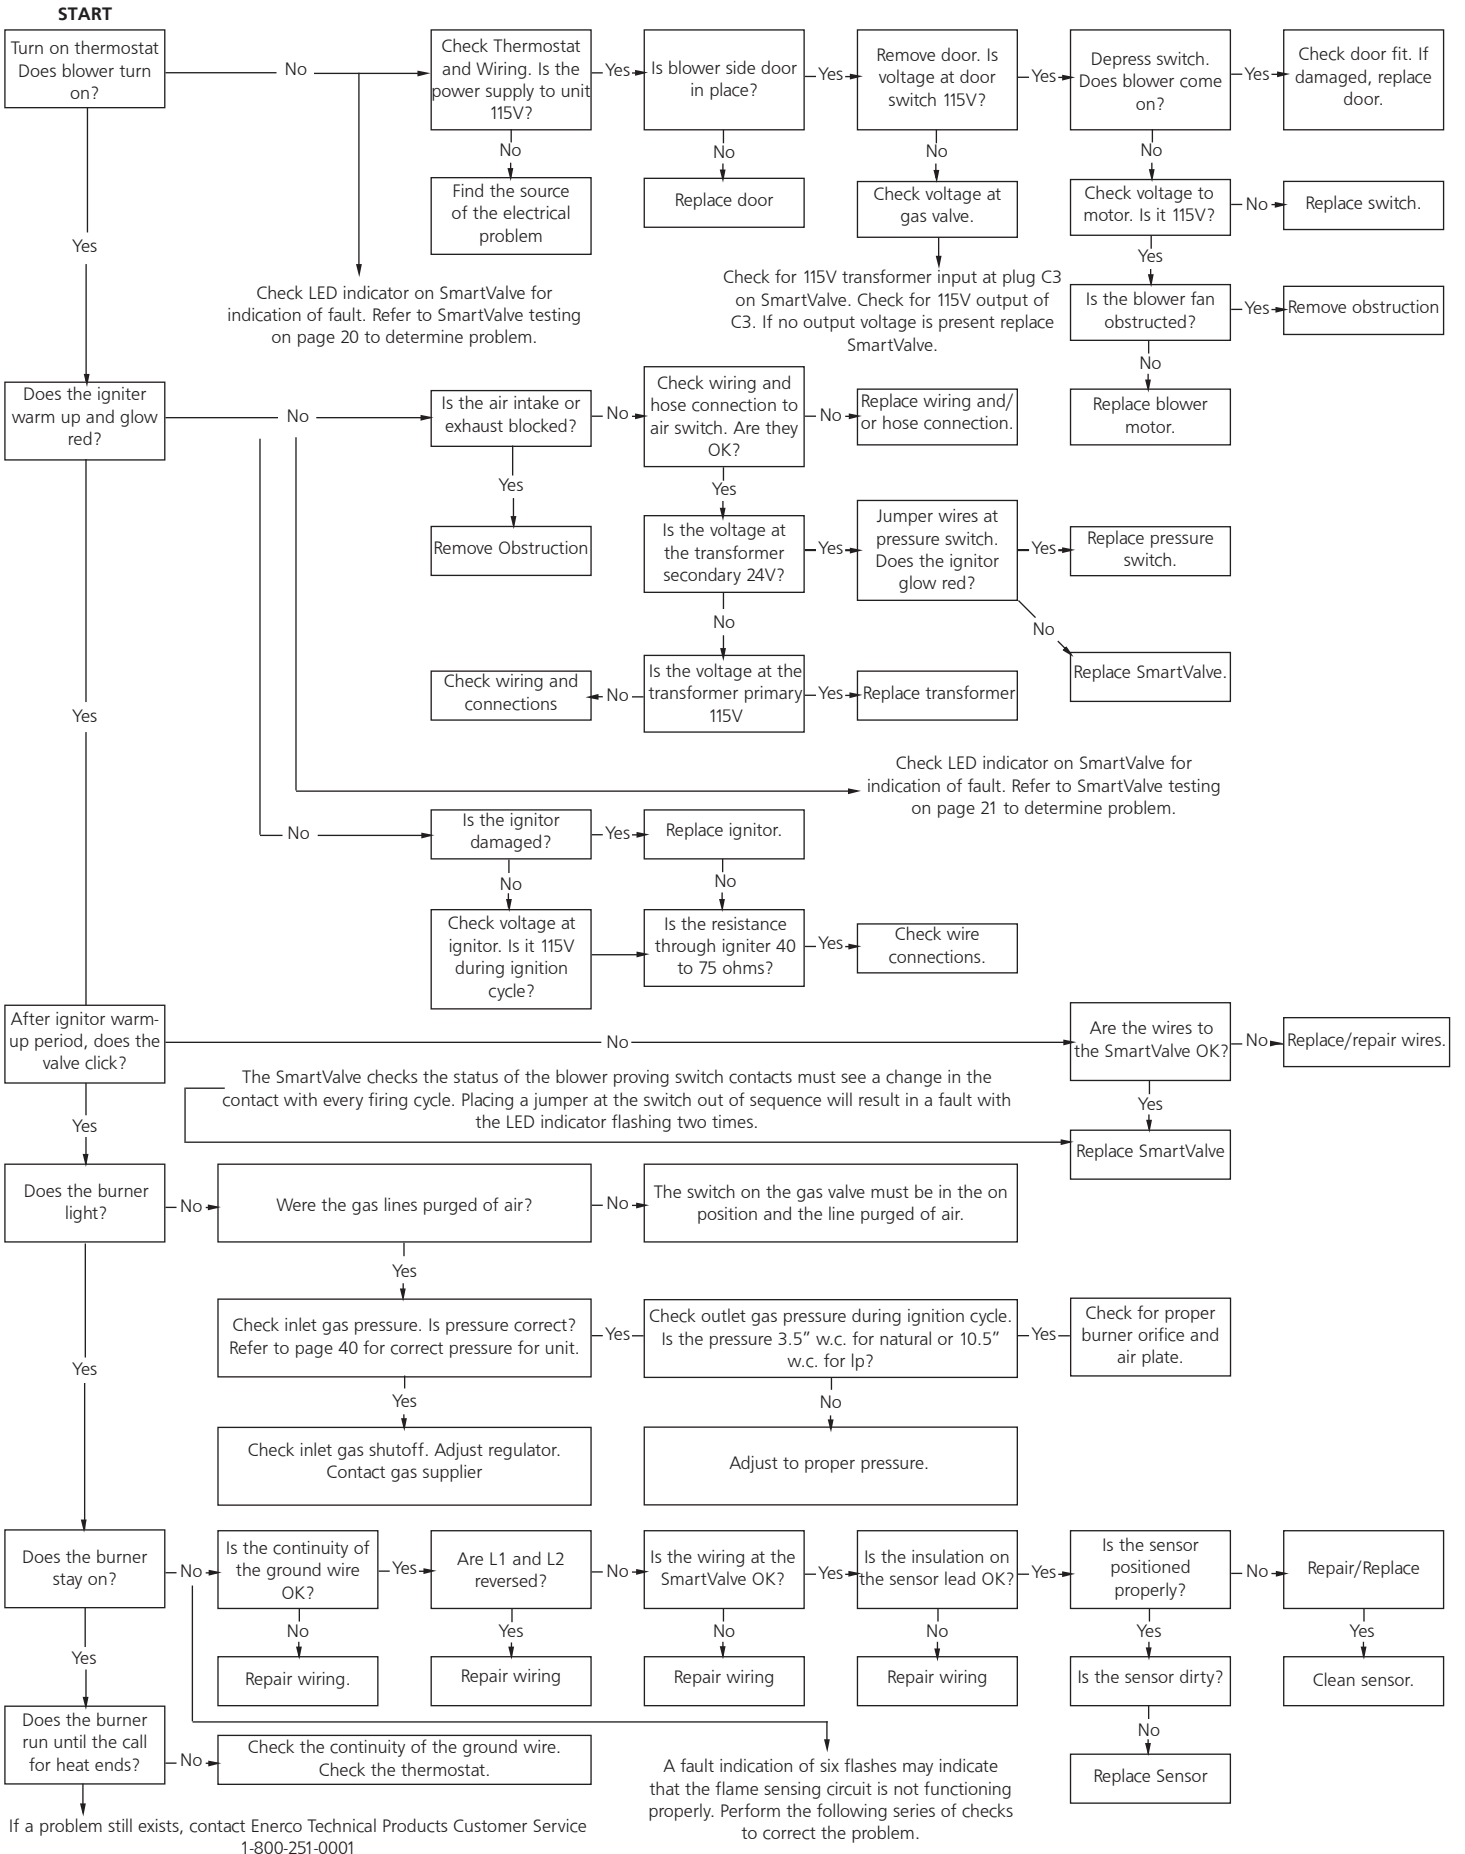 START
Turn on thermostat
Does blower turn
on?
No
Check Thermostat
and Wiring. Is the
power supply to unit
115V?
Yes
Is blower side door
in place?
Yes
Remove door. Is
voltage at door
switch 115V?
Yes
Depress switch.
Does blower come
on?
Yes
Check door fit. If
damaged, replace
door.
No
No
No
No
Find the source
of the electrical
problem
Replace door
Check voltage at
gas valve.
Check voltage to
motor. Is it 115V?
No
Replace switch.
Yes
Yes
Check LED indicator on SmartValve for
indication of fault. Refer to SmartValve testing
on page 20 to determine problem.
Check for 115V transformer input at plug C3
on SmartValve. Check for 115V output of
C3. If no output voltage is present replace
SmartValve.
Is the blower fan
obstructed?
Yes
Remove obstruction
No
Replace blower
motor.
Does the igniter
warm up and glow
red?
No
Is the air intake or
exhaust blocked?
No
Check wiring and
hose connection to
air switch. Are they
OK?
No
Replace wiring and/
or hose connection.
Yes
Yes
Remove Obstruction
Is the voltage at
the transformer
secondary 24V?
Yes
Jumper wires at
pressure switch.
Does the ignitor
glow red?
Yes
Replace pressure
switch.
No
No
Replace SmartValve.
Check wiring and
connections
No
Is the voltage at the
transformer primary
115V
Yes
Replace transformer
Yes
Check LED indicator on SmartValve for
indication of fault. Refer to SmartValve testing
on page 21 to determine problem.
No
Is the ignitor
damaged?
Yes
Replace ignitor.
No
No
Check voltage at
ignitor. Is it 115V
during ignition
cycle?
Is the resistance
through igniter 40
to 75 ohms?
Yes
Check wire
connections.
After ignitor warm-
up period, does the
valve click?
No
Are the wires to
the SmartValve OK?
No
Replace/repair wires.
The SmartValve checks the status of the blower proving switch contacts must see a change in the
contact with every firing cycle. Placing a jumper at the switch out of sequence will result in a fault with
the LED indicator flashing two times.
Yes
Yes
Replace SmartValve
Does the burner
light?
No
Were the gas lines purged of air?
No
The switch on the gas valve must be in the on
position and the line purged of air.
Yes
Check inlet gas pressure. Is pressure correct?
Refer to page 40 for correct pressure for unit.
Yes
Check outlet gas pressure during ignition cycle.
Is the pressure 3.5" w.c. for natural or 10.5"
w.c. for lp?
Yes
Check for proper
burner orifice and
air plate.
Yes
Yes
No
Check inlet gas shutoff. Adjust regulator.
Contact gas supplier
Adjust to proper pressure.
Does the burner
stay on?
No
Is the continuity of
the ground wire
OK?
Yes
Are L1 and L2
reversed?
No
Is the wiring at the
SmartValve OK?
Yes
Is the insulation on
the sensor lead OK?
Yes
Is the sensor
positioned
properly?
No
Repair/Replace
Yes
No
Yes
No
No
Yes
Yes
Repair wiring.
Repair wiring
Repair wiring
Repair wiring
Is the sensor dirty?
Clean sensor.
Does the burner
run until the call
for heat ends?
No
Check the continuity of the ground wire.
Check the thermostat.
No
Replace Sensor
A fault indication of six flashes may indicate
that the flame sensing circuit is not functioning
properly. Perform the following series of checks
to correct the problem.
If a problem still exists, contact Enerco Technical Products Customer Service
1-800-251-0001